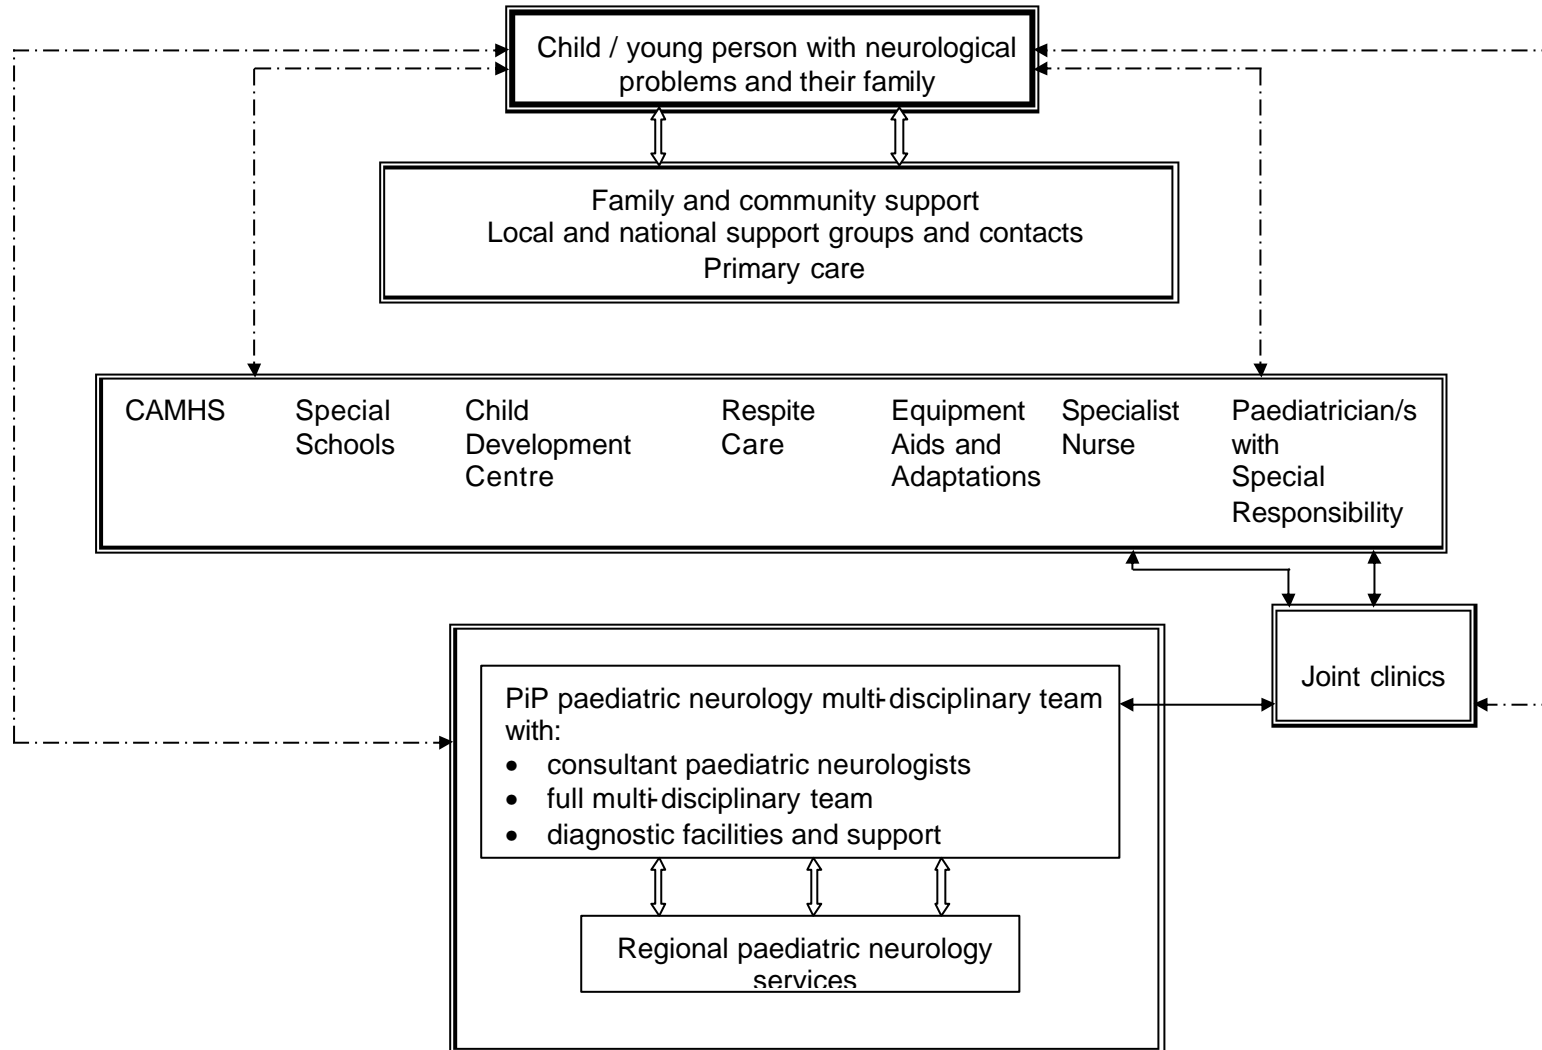 Child / young person with neurological
problems and their family
Family and community support
Local and national support groups and contacts
Primary care
CAMHS
Special
Schools
Child
Development
Centre
Respite
Care
Equipment
Aids and
Adaptations
Specialist
Nurse
Paediatrician/s
with
Special
Responsibility
Joint clinics
PiP paediatric neurology multi-disciplinary team
with:
• consultant paediatric neurologists
• full multi-disciplinary team
• diagnostic facilities and support
Regional paediatric neurology
services